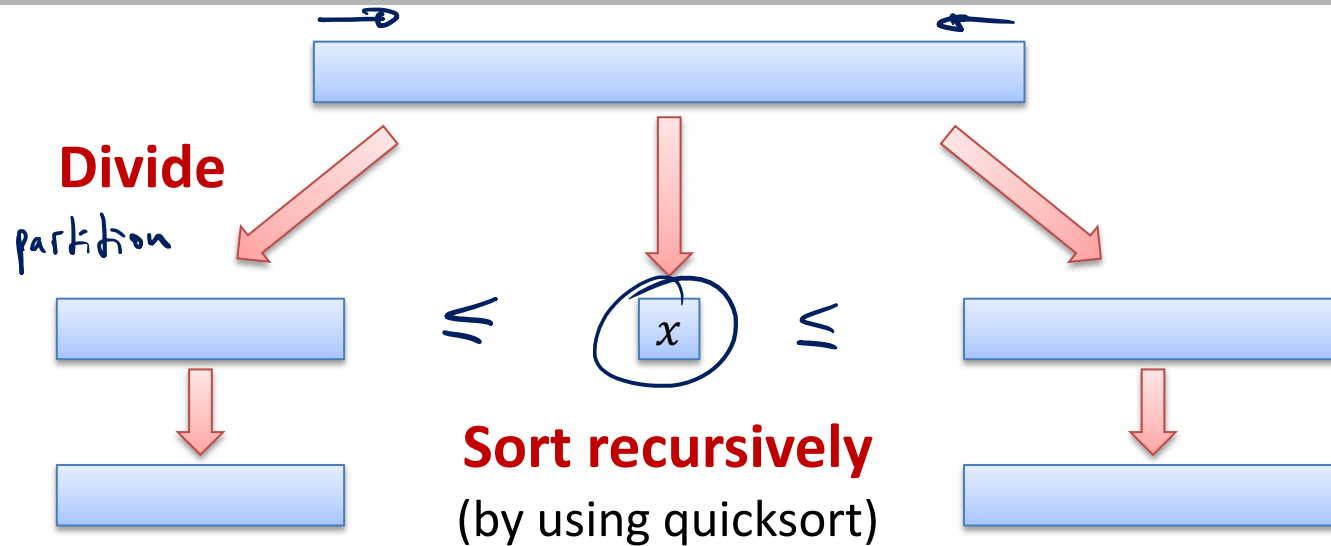 Divide
partition
≤ x ≤
Sort recursively
(by using quicksort)